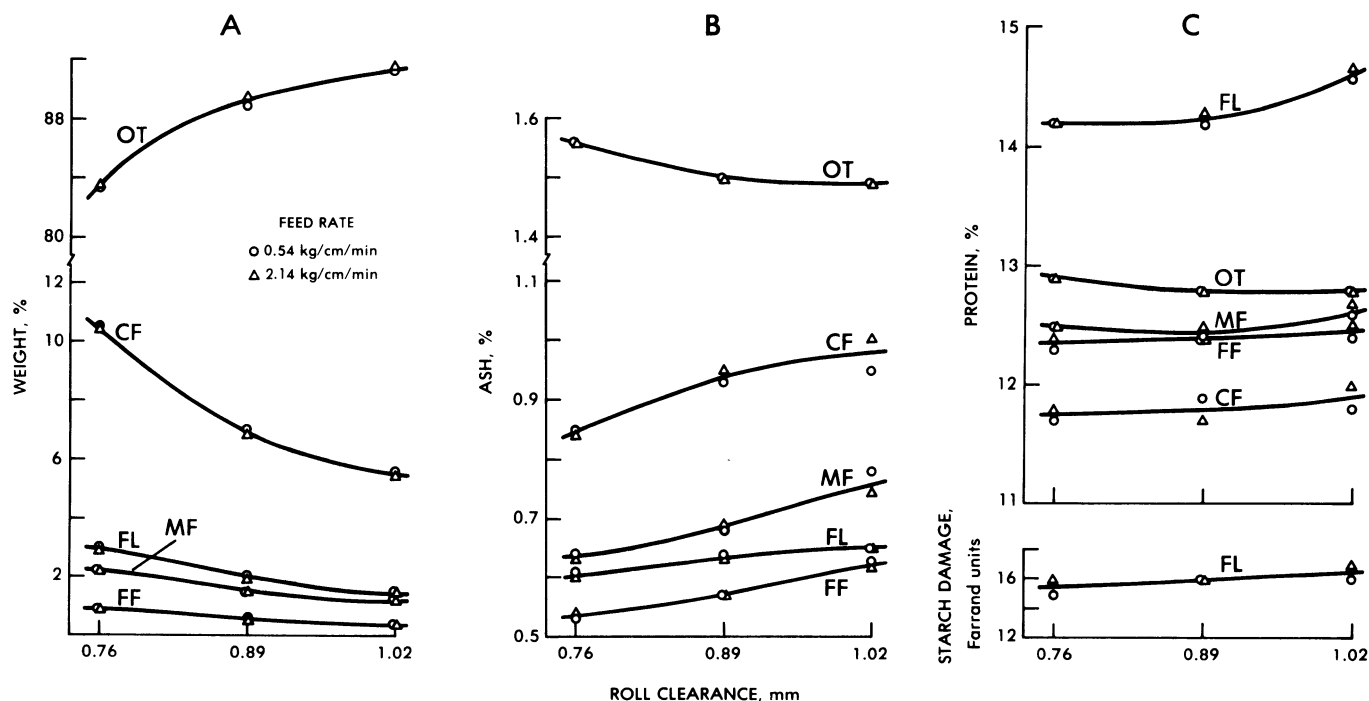 A
88
80
12
10
6
2
WEIGHT, %
OT
FEED RATE
0.54 kg/cm/min
2.14 kg/cm/min
CF
FL
MF
FF
0.76
0.89
1.02
B
1.6
1.4
1.1
0.9
0.7
0.5
ASH, %
OT
CF
MF
FL
FF
0.76
0.89
1.02
ROLL CLEARANCE, mm
C
15
14
13
12
11
PROTEIN, %
FL
OT
MF
FF
CF
STARCH DAMAGE,
Farrand units
16
12
FL
0.76
0.89
1.02